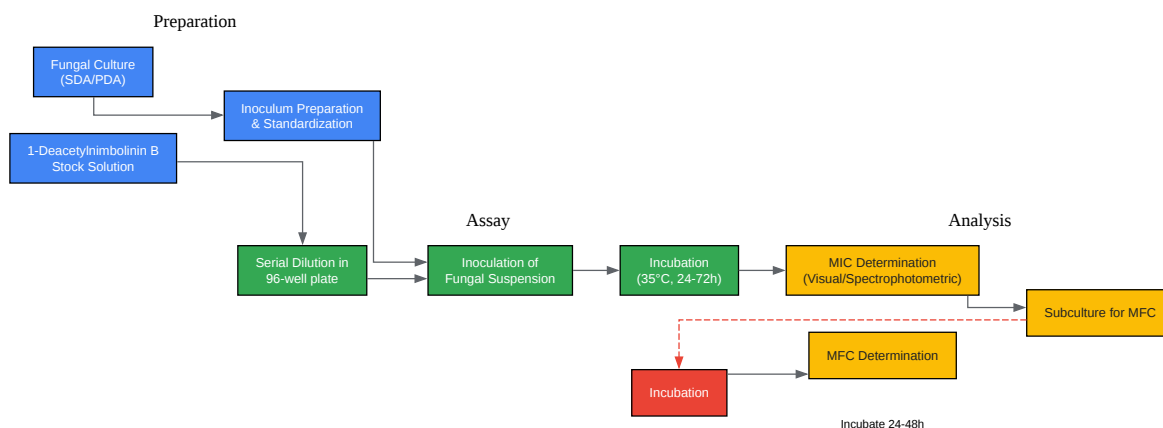 Preparation
Fungal Culture
(SDA/PDA)
Inoculum Preparation
& Standardization
1-Deacetylnimbolinin B
Stock Solution
Assay
Analysis
Serial Dilution in
96-well plate
Inoculation of
Fungal Suspension
Incubation
(35°C, 24-72h)
MIC Determination
(Visual/Spectrophotometric)
Subculture for MFC
MFC Determination
Incubation
Incubate 24-48h